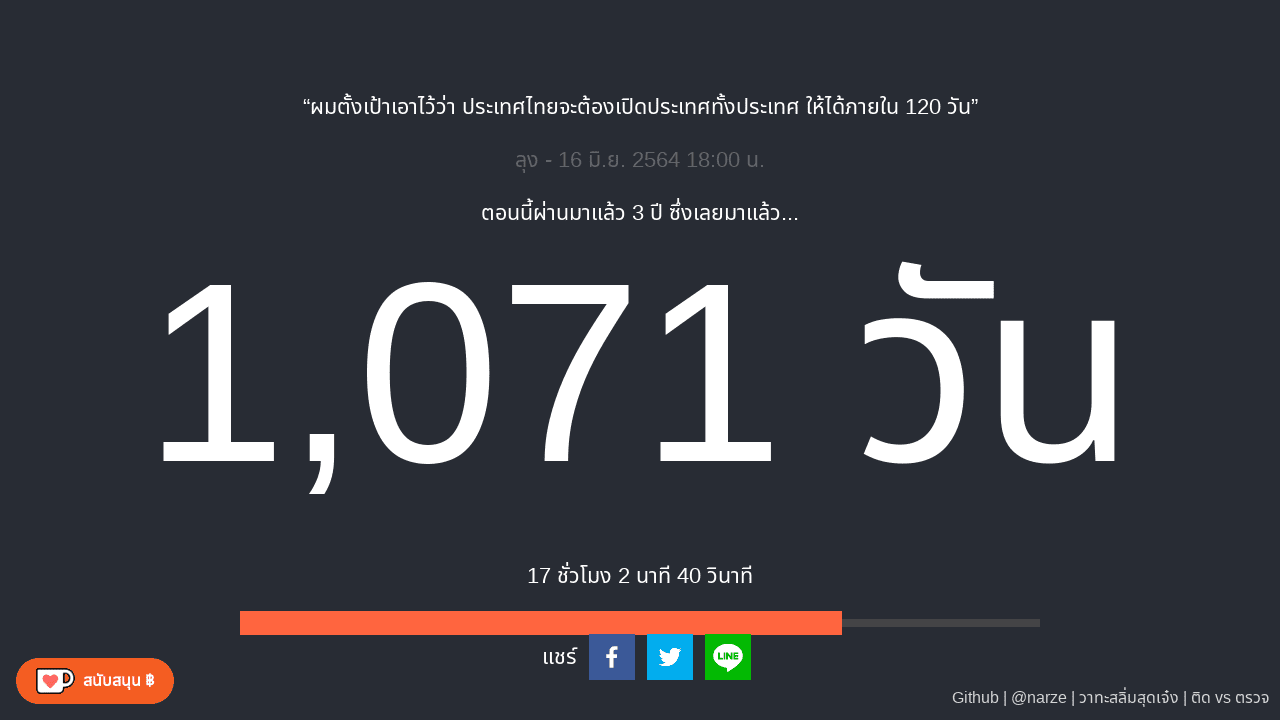 “ผมตั้งเป้าเอาไว้ว่า ประเทศไทยจะต้องเปิดประเทศทั้งประเทศ ให้ได้ภายใน 120 วัน”
ลุง - 16 มิ.ย. 2564 18:00 น.
ตอนนี้ผ่านมาแล้ว 3 ปี ซึ่งเลยมาแล้ว...
1,071 วัน
17 ชั่วโมง 2 นาที 40 วินาที
แชร์
LINE
สนับสนุน ฿
Github | @narze | วาทะสลิ่มสุดเจ๋ง | ติด vs ตรวจ